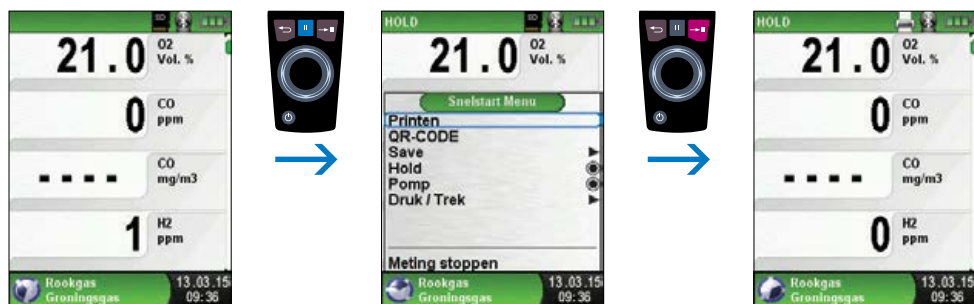 21.0 O2 Vol. %
0 CO ppm
---- CO mg/m3
1 H2 ppm
Rookgas 13.03.15
Groningsgas 09:36
HOLD
21.0 O2 Vol. %
Snelstart Menu
Printen
QR-CODE
Save
Hold
Pomp
Druk / Trek
Meting stoppen
Rookgas 13.03.15
Groningsgas 09:36
HOLD
21.0 O2 Vol. %
0 CO ppm
---- CO mg/m3
0 H2 ppm
Rookgas 13.03.15
Groningsgas 09:36